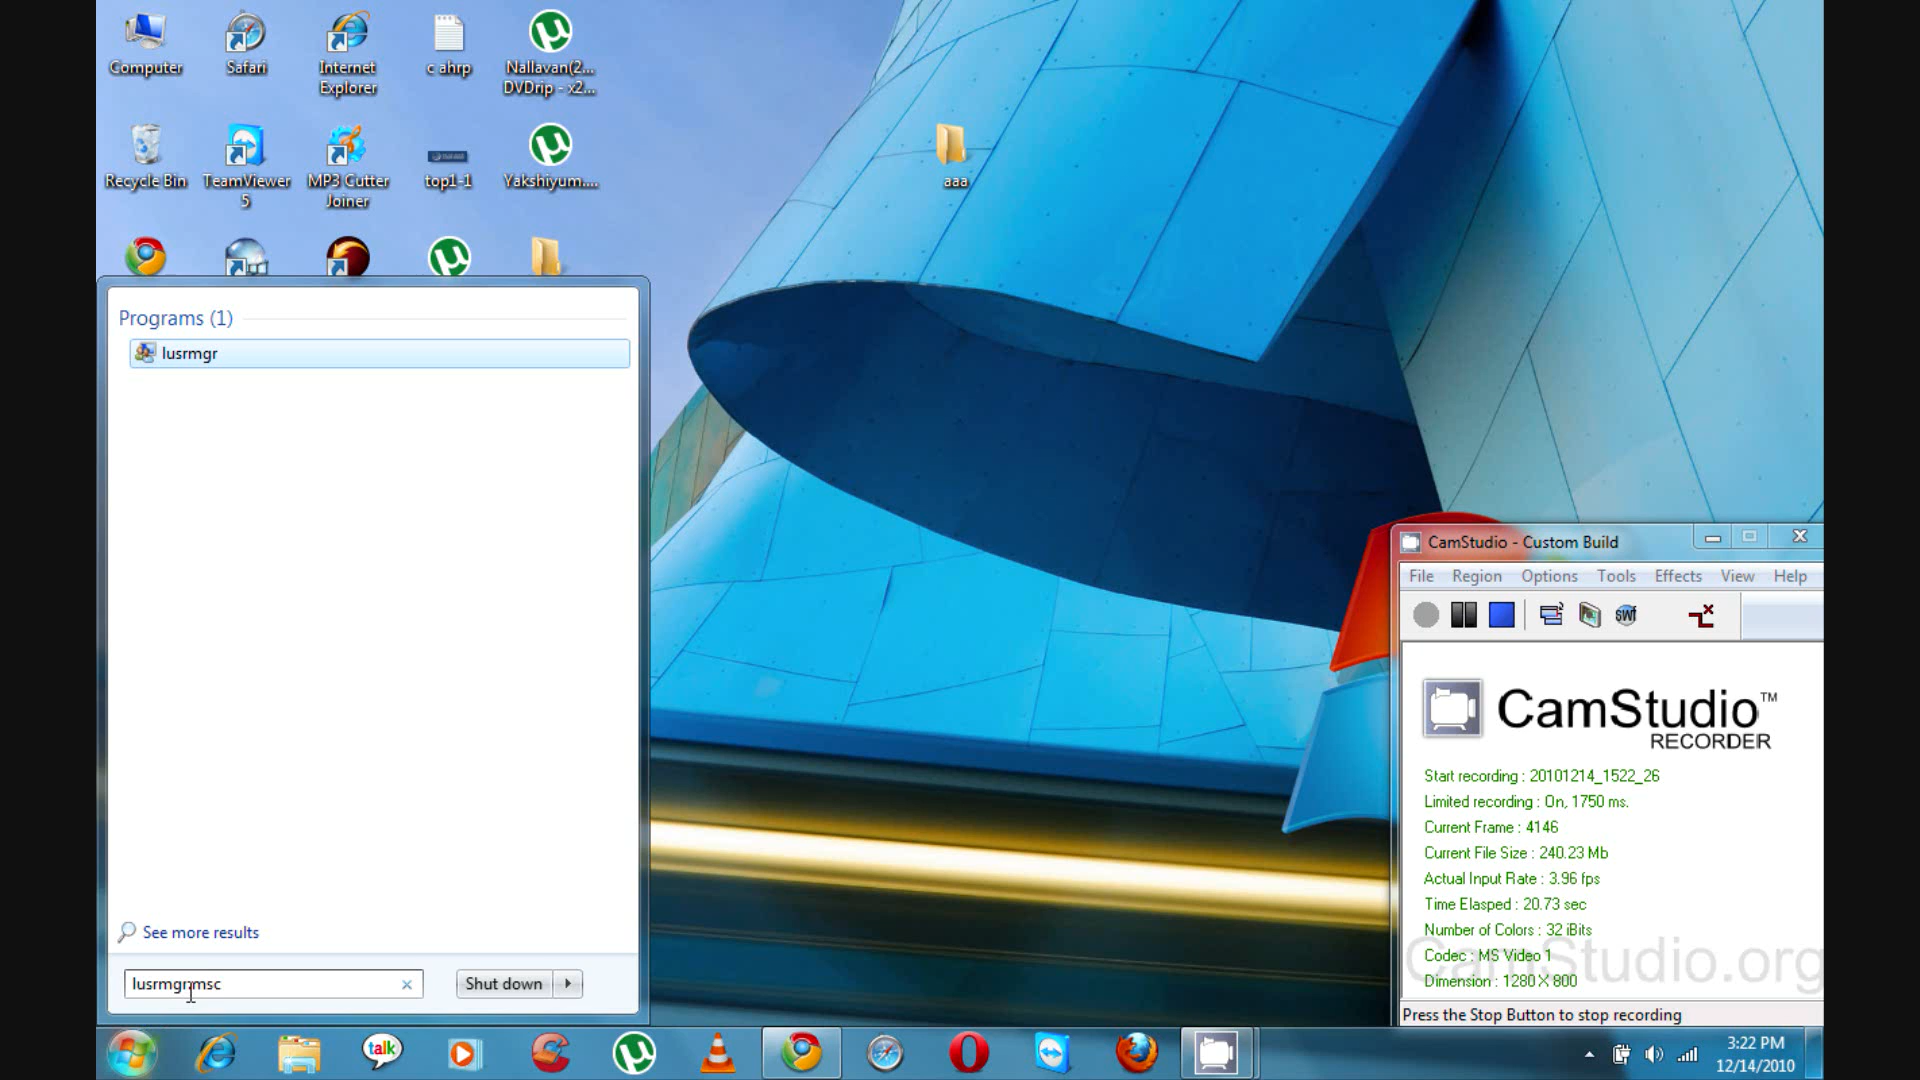 Computer
Safari
Internet
Explorer
c ahrp
Nallavan(2...
DVDrip - x2...
Recycle Bin
TeamViewer
5
MP3 Cutter
Joiner
top1-1
Yakshiyum....
aaa
Programs (1)
lusrmgr
See more results
lusrmgr.msc
Shut down
CamStudio - Custom Build
File Region Options Tools Effects View Help
swf
CamStudio™
RECORDER
Start recording : 20101214_1522_26
Limited recording : On, 1750 ms.
Current Frame : 4146
Current File Size : 240.23 Mb
Actual Input Rate : 3.96 fps
Time Elasped : 20.73 sec
Number of Colors : 32 iBits
Codec : MS Video 1
Dimension : 1280 X 800
CamStudio.org
Press the Stop Button to stop recording
talk
3:22 PM
12/14/2010